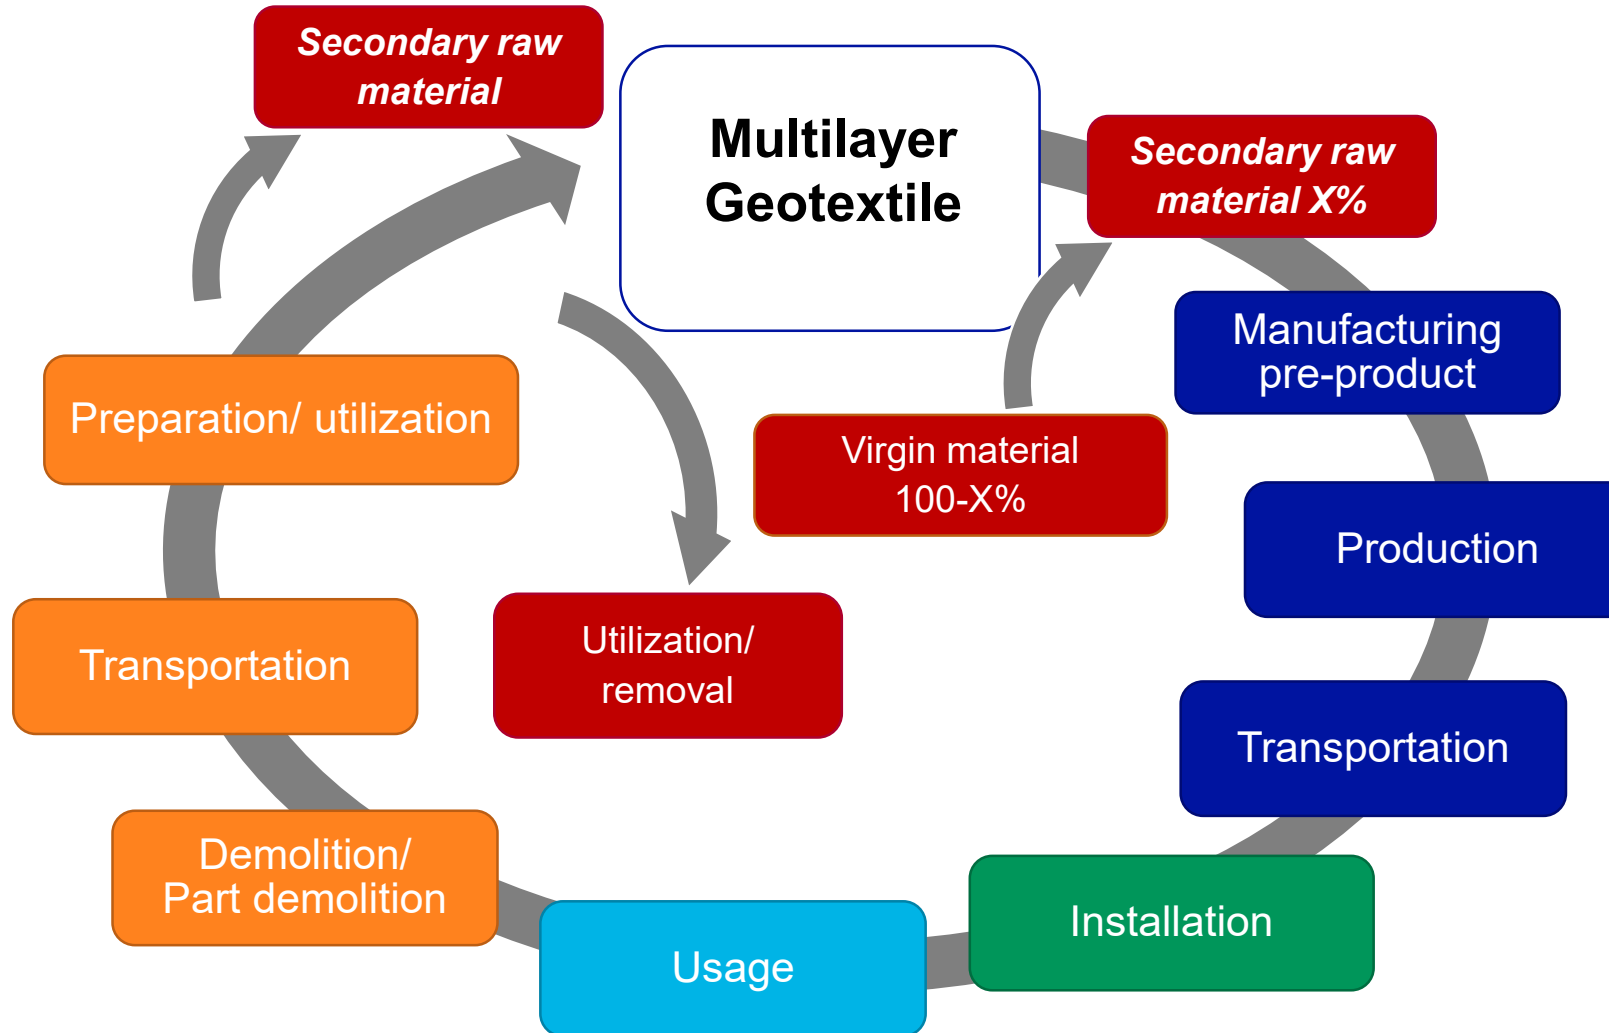 Secondary raw
material
Multilayer
Geotextile
Secondary raw
material X%
Manufacturing
pre-product
Preparation/ utilization
Virgin material
100-X%
Production
Utilization/
removal
Transportation
Transportation
Demolition/
Part demolition
Installation
Usage